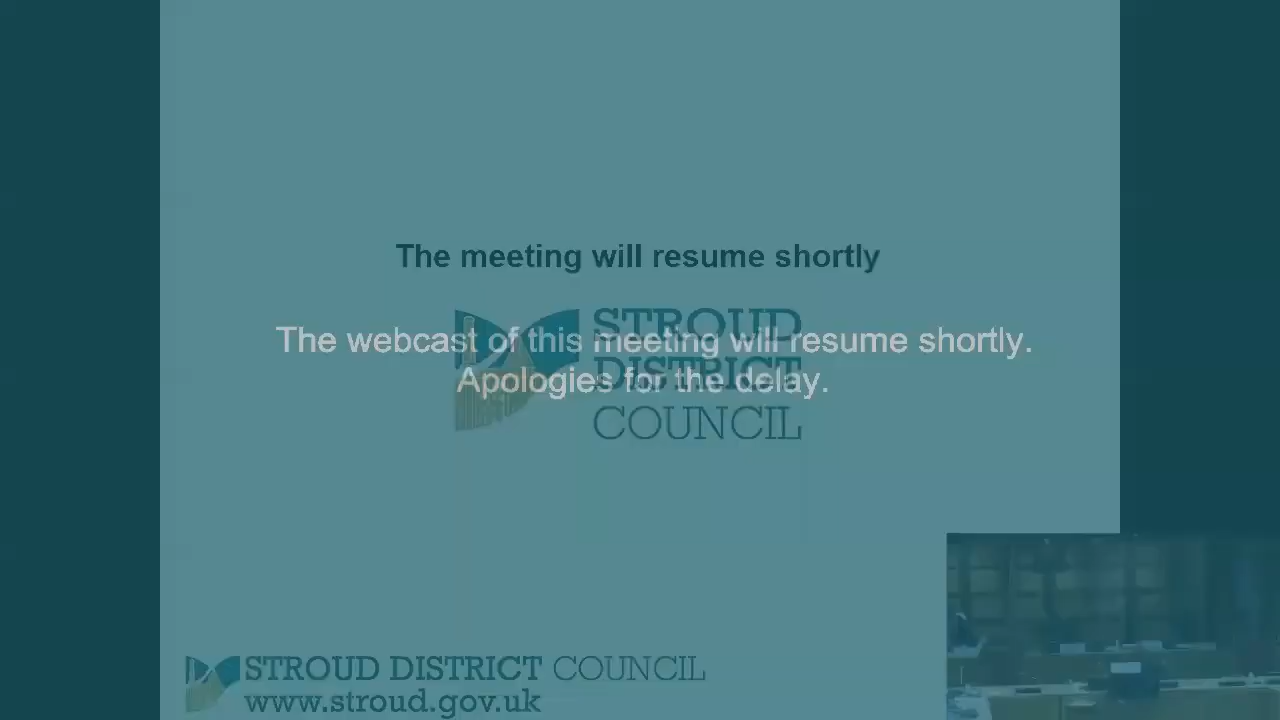 The meeting will resume shortly
STROUD
The webcast of this meeting will resume shortly.
DISTRICT
Apologies for the delay.
COUNCIL
STROUD DISTRICT COUNCIL
www.stroud.gov.uk